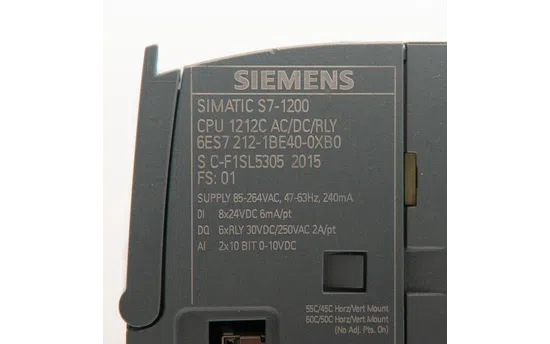 SIEMENS
SIMATIC S7-1200
CPU 1212C AC/DC/RLY
6ES7 212-1BE40-0XB0
S C-F1SL5305 2015
FS: 01
SUPPLY 85-264VAC, 47-63Hz, 240mA
DI 8x24VDC 6mA/pt
DQ 6xRLY 30VDC/250VAC 2A/pt
AI 2x10 BIT 0-10VDC
55C/45C Horz/Vert Mount
60C/50C Horz/Vert Mount
(No Adj. Pts. On)